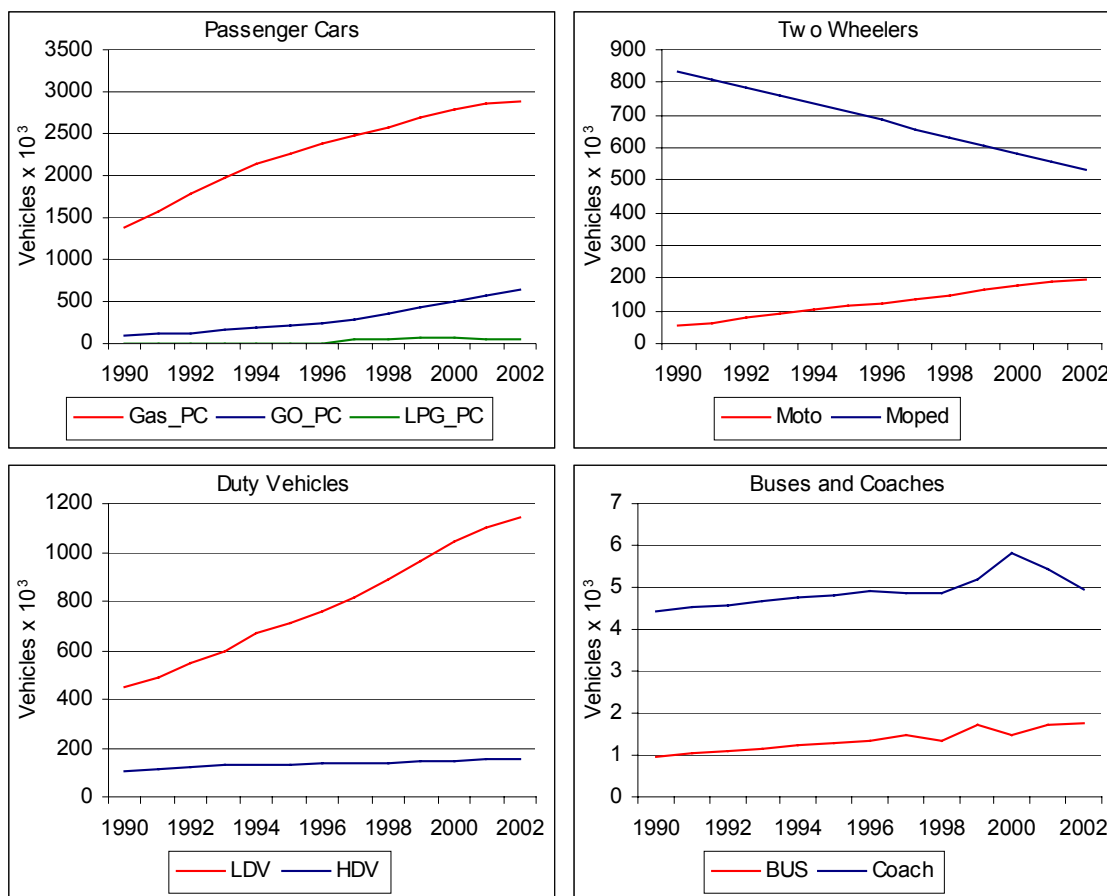 Passenger Cars
3500
3000
2500
2000
1500
1000
500
0
Vehicles x 10³
1990 1992 1994 1996 1998 2000 2002
Gas_PC GO_PC LPG_PC
Two Wheelers
900
800
700
600
500
400
300
200
100
0
Vehicles x 10³
1990 1992 1994 1996 1998 2000 2002
Moto Moped
Duty Vehicles
1200
1000
800
600
400
200
0
Vehicles x 10³
1990 1992 1994 1996 1998 2000 2002
LDV HDV
Buses and Coaches
7
6
5
4
3
2
1
0
Vehicles x 10³
1990 1992 1994 1996 1998 2000 2002
BUS Coach